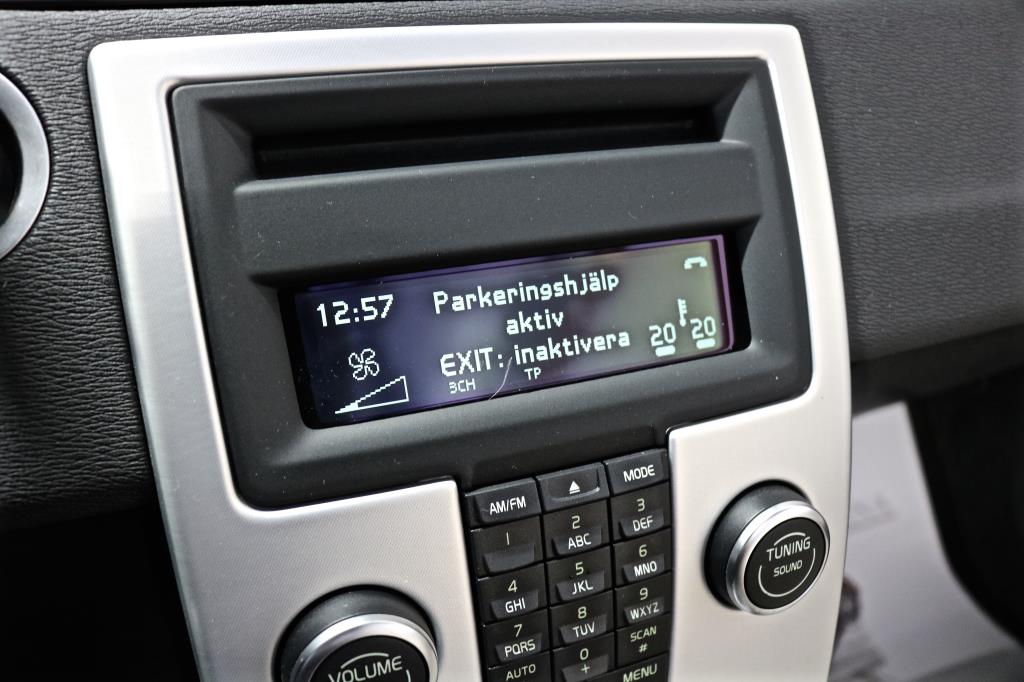 12:57
Parkeringshjälp
aktiv
EXIT: inaktivera
20 20
3CH TP
AM/FM
MODE
1
2
ABC
3
DEF
4
GHI
5
JKL
6
MNO
7
PQRS
8
TUV
9
WXYZ
AUTO
0
+
SCAN
#
MENU
VOLUME
TUNING
SOUND